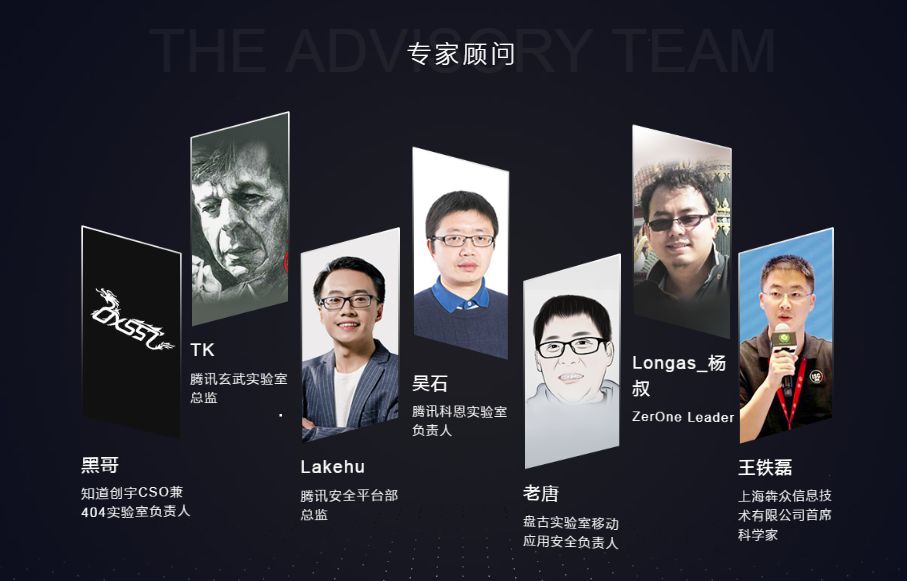 THE ADVISORY TEAM
专家顾问
0x557
黑哥
知道创宇CSO兼
404实验室负责人
TK
腾讯玄武实验室
总监
Lakehu
腾讯安全平台部
总监
吴石
腾讯科恩实验室
负责人
老唐
盘古实验室移动
应用安全负责人
Longas_杨
叔
ZerOne Leader
王铁磊
上海犇众信息技
术有限公司首席
科学家